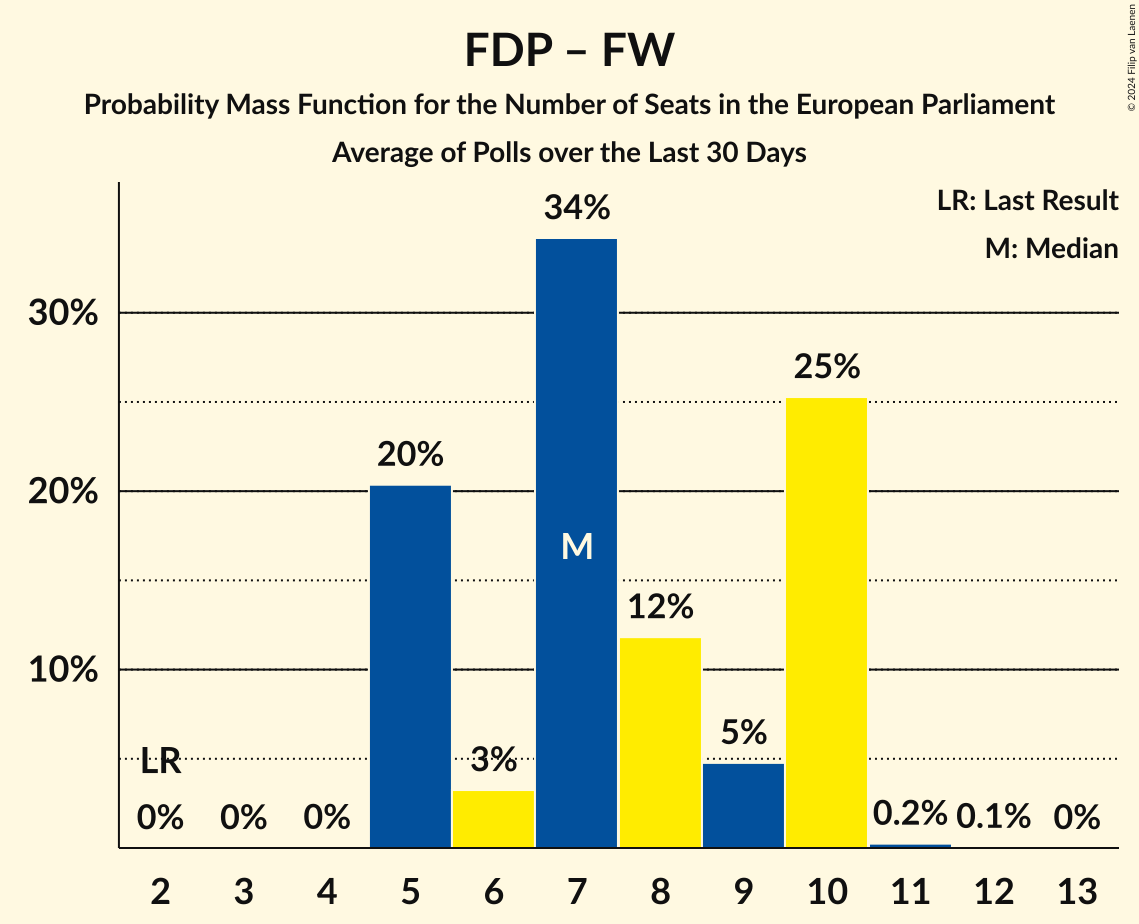 FDP – FW
Probability Mass Function for the Number of Seats in the European Parliament
Average of Polls over the Last 30 Days
© 2024 Filip van Laenen
LR: Last Result
M: Median
34%
30%
25%
20%
20%
M
12%
10%
5%
3%
LR
0%
0%
0%
0.2%
0.1%
0%
2 3 4 5 6 7 8 9 10 11 12 13